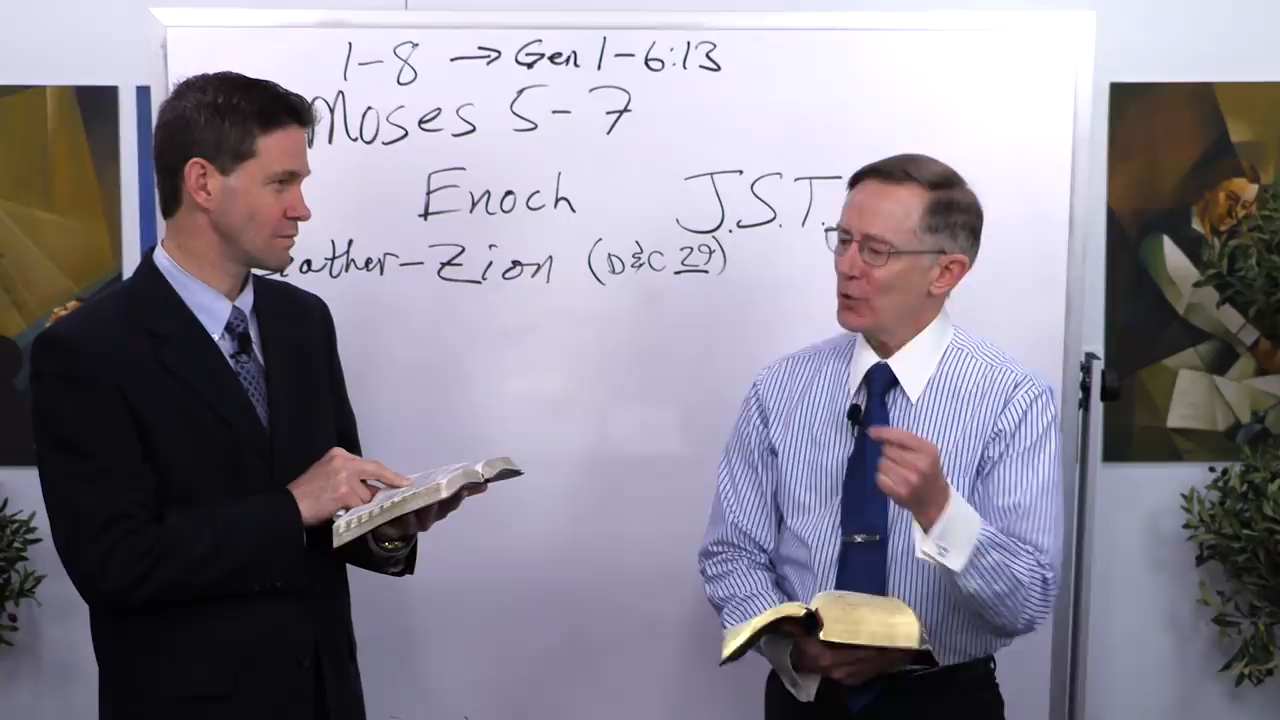 1-8 → Gen 1-6:13
Moses 5-7
Enoch J.S.T.
ather-Zion (D&C 29)